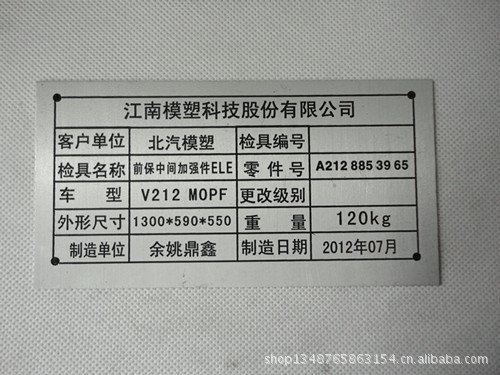 江南模塑科技股份有限公司
客户单位 北汽模塑 检具编号
检具名称 前保中间加强件ELE 零件号 A212 885 39 65
车型 V212 MOPF 更改级别
外形尺寸 1300*590*550 重量 120kg
制造单位 余姚鼎鑫 制造日期 2012年07月
shop1348765863154.cn.alibaba.com